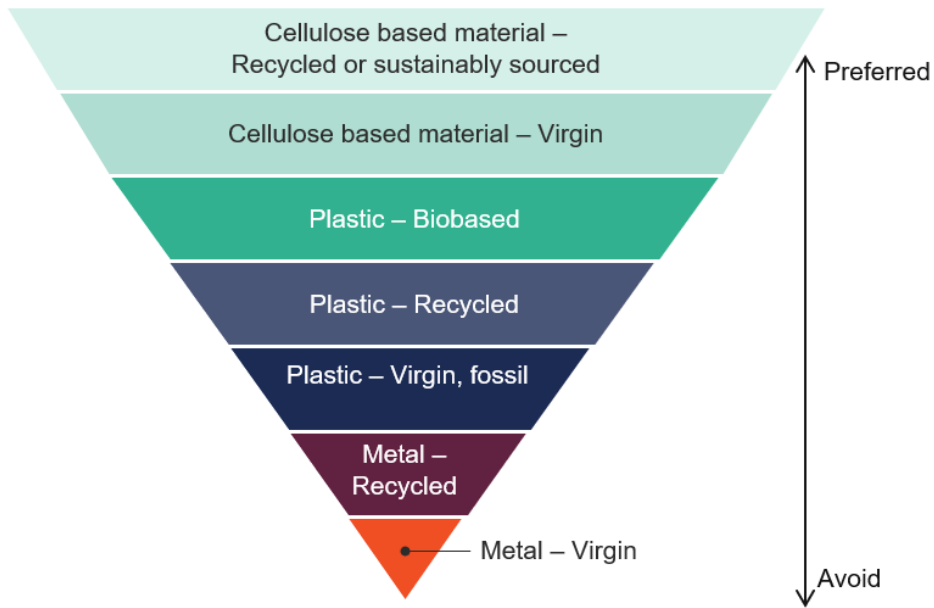 Cellulose based material –
Recycled or sustainably sourced
Preferred
Cellulose based material – Virgin
Plastic – Biobased
Plastic – Recycled
Plastic – Virgin, fossil
Metal –
Recycled
Metal – Virgin
Avoid